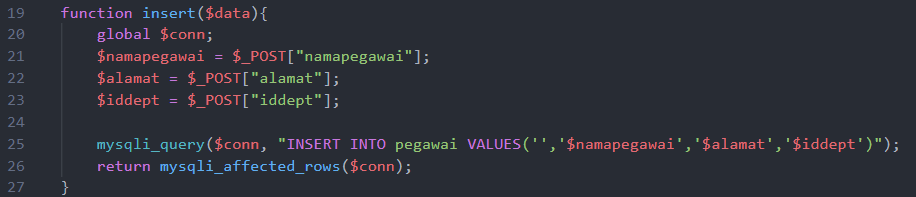 19 function insert($data){
20 global $conn;
21 $namapegawai = $_POST["namapegawai"];
22 $alamat = $_POST["alamat"];
23 $iddept = $_POST["iddept"];
24
25 mysqli_query($conn, "INSERT INTO pegawai VALUES('','$namapegawai','$alamat','$iddept')");
26 return mysqli_affected_rows($conn);
27 }